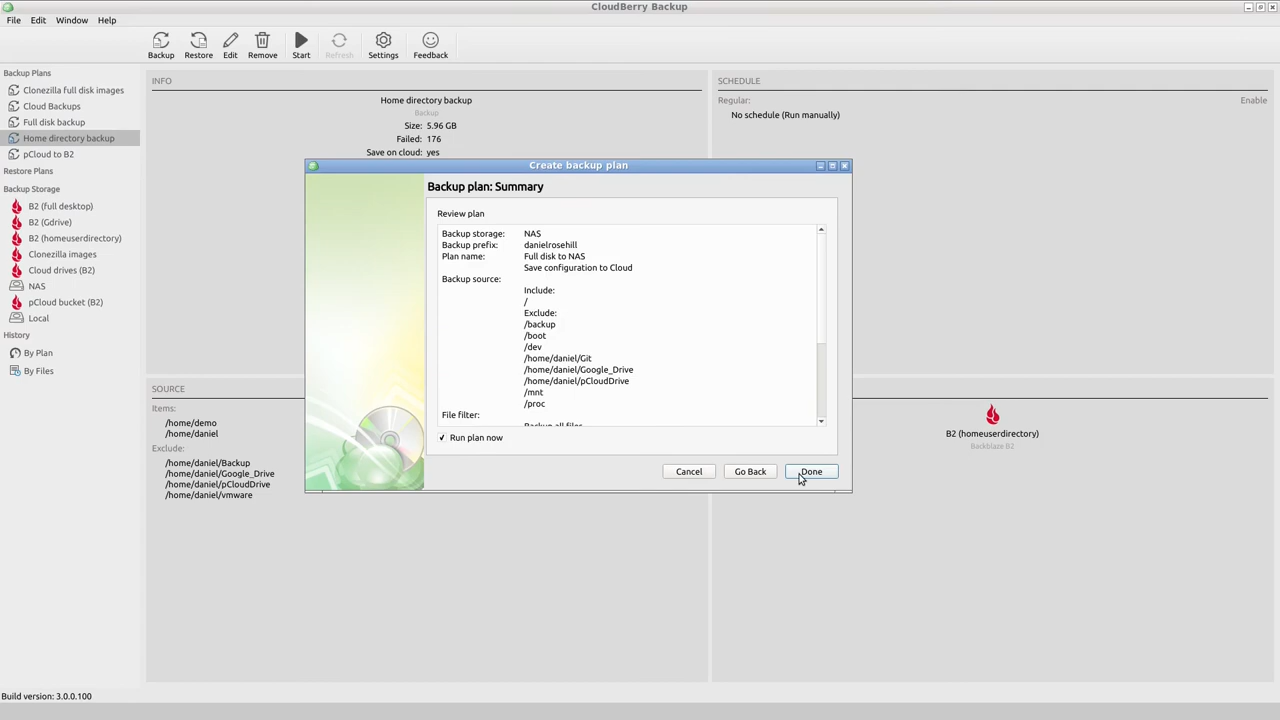 CloudBerry Backup
File Edit Window Help
Backup Restore Edit Remove Start Refresh Settings Feedback
Backup Plans
Clonezilla full disk images
Cloud Backups
Full disk backup
Home directory backup
pCloud to B2
Restore Plans
Backup Storage
B2 (full desktop)
B2 (Gdrive)
B2 (homeuserdirectory)
Clonezilla images
Cloud drives (B2)
NAS
pCloud bucket (B2)
Local
History
By Plan
By Files
INFO
Home directory backup
Backup
Size: 5.96 GB
Failed: 176
Save on cloud: yes
SCHEDULE
Regular: Enable
No schedule (Run manually)
Create backup plan
Backup plan: Summary
Review plan
Backup storage: NAS
Backup prefix: danielrosehill
Plan name: Full disk to NAS
Save configuration to Cloud
Backup source:
Include:
/
Exclude:
/backup
/boot
/dev
/home/daniel/Git
/home/daniel/Google_Drive
/home/daniel/pCloudDrive
/mnt
/proc
File filter:
Backup all files
Run plan now
Cancel Go Back Done
SOURCE
Items:
/home/demo
/home/daniel
Exclude:
/home/daniel/Backup
/home/daniel/Google_Drive
/home/daniel/pCloudDrive
/home/daniel/vmware
B2 (homeuserdirectory)
Backblaze B2
Build version: 3.0.0.100